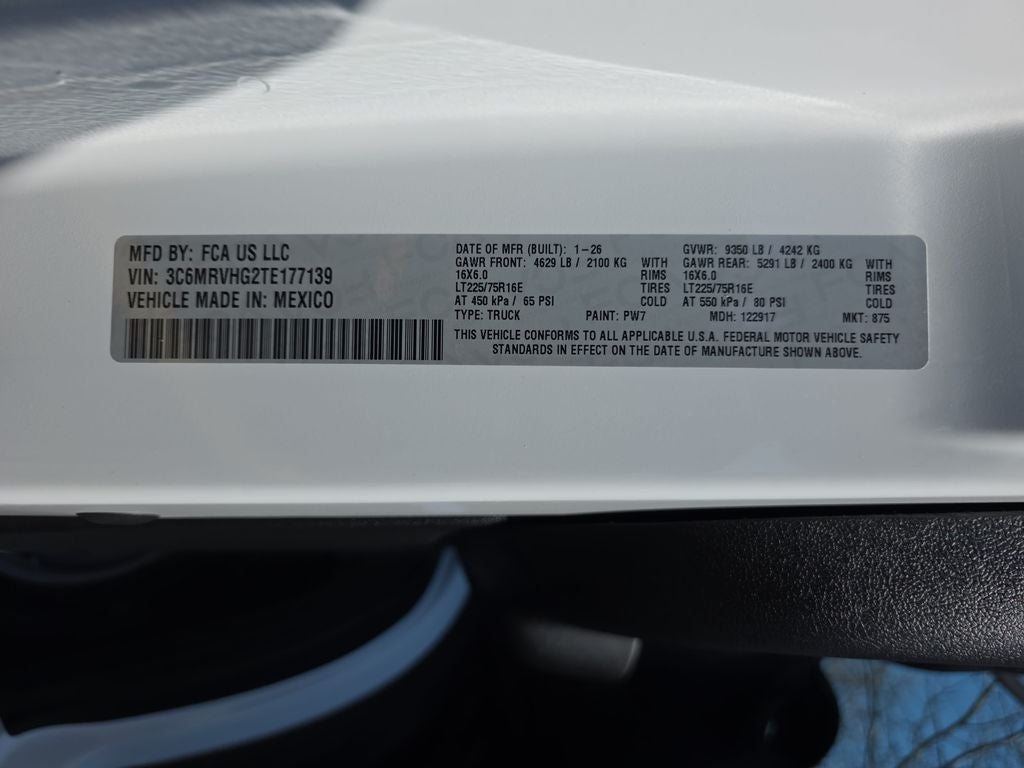 MFD BY: FCA US LLC
VIN: 3C6MRVHG2TE177139
VEHICLE MADE IN: MEXICO
DATE OF MFR (BUILT): 1-26 GVWR: 9350 LB / 4242 KG
GAWR FRONT: 4629 LB / 2100 KG WITH GAWR REAR: 5291 LB / 2400 KG WITH
16X6.0 RIMS 16X6.0 RIMS
LT225/75R16E TIRES LT225/75R16E TIRES
AT 450 kPa / 65 PSI COLD AT 550 kPa / 80 PSI COLD
TYPE: TRUCK PAINT: PW7 MDH: 122917 MKT: 875
THIS VEHICLE CONFORMS TO ALL APPLICABLE U.S.A. FEDERAL MOTOR VEHICLE SAFETY
STANDARDS IN EFFECT ON THE DATE OF MANUFACTURE SHOWN ABOVE.